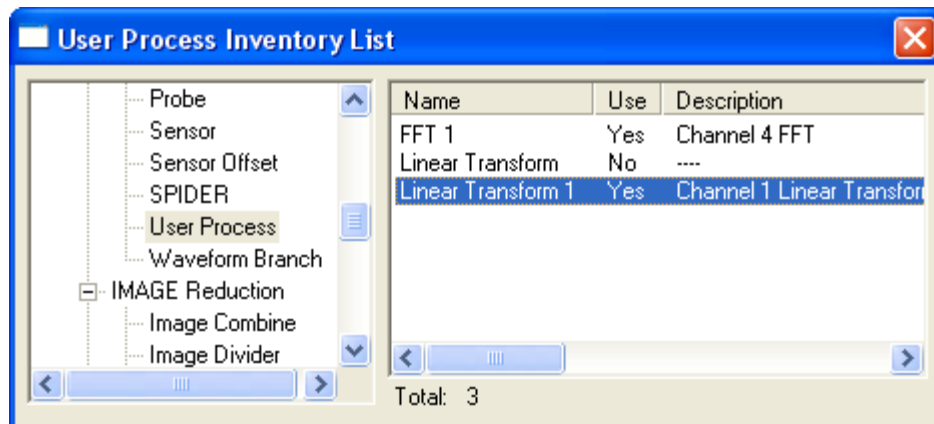 User Process Inventory List
Probe
Sensor
Sensor Offset
SPIDER
User Process
Waveform Branch
IMAGE Reduction
Image Combine
Image Divider
Name Use Description
FFT 1 Yes Channel 4 FFT
Linear Transform No ----
Linear Transform 1 Yes Channel 1 Linear Transfor
Total: 3